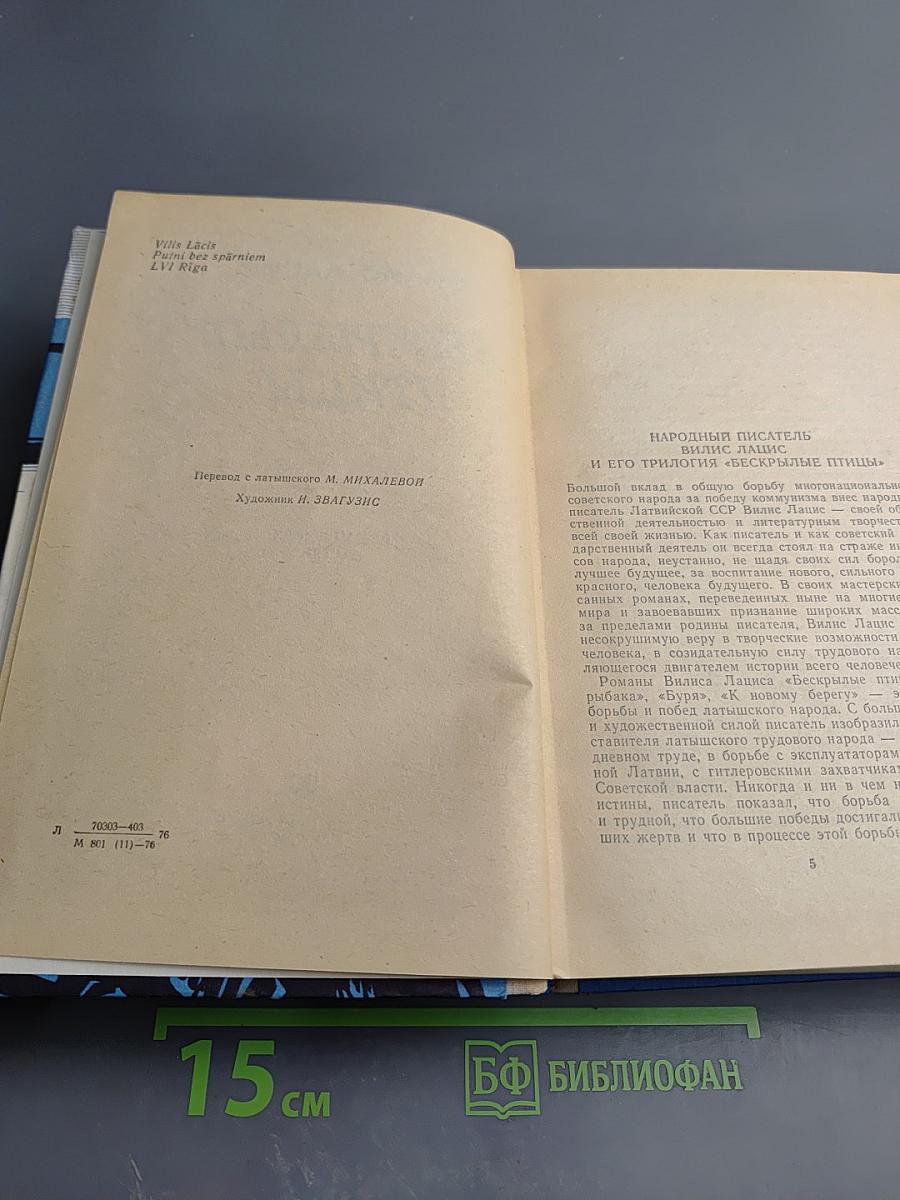 Vilis Lācis
Putni bez spārniem
LVI Rīga
Перевод с латышского М. МИХАЛЕВОЙ
Художник И. ЗВАГУЗИС
Л 70303—403 76
М 801 (11)—76
НАРОДНЫЙ ПИСАТЕЛЬ
ВИЛИС ЛАЦИС
И ЕГО ТРИЛОГИЯ «БЕСКРЫЛЫЕ ПТИЦЫ»
Большой вклад в общую борьбу многонационально
советского народа за победу коммунизма внес народн
писатель Латвийской ССР Вилис Лацис — своей об
ственной деятельностью и литературным творчест
всей своей жизнью. Как писатель и как советский
дарственный деятель он всегда стоял на страже ин
сов народа, неустанно, не щадя своих сил борол
лучшее будущее, за воспитание нового, сильного
красного, человека будущего. В своих мастерски
санных романах, переведенных ныне на многие
мира и завоевавших признание широких масс
за пределами родины писателя, Вилис Лацис
несокрушимую веру в творческие возможности
человека, в созидательную силу трудового на
ляющегося двигателем истории всего человече
Романы Вилиса Лациса «Бескрылые пти
рыбака», «Буря», «К новому берегу» — э
борьбы и побед латышского народа. С больш
и художественной силой писатель изобразил
ставителя латышского трудового народа —
дневном труде, в борьбе с эксплуататорам
ной Латвии, с гитлеровскими захватчикам
Советской власти. Никогда и ни в чем н
истины, писатель показал, что борьба
и трудной, что большие победы достигали
ших жертв и что в процессе этой борьбы
5
15 см
БФ БИБЛИОФАН